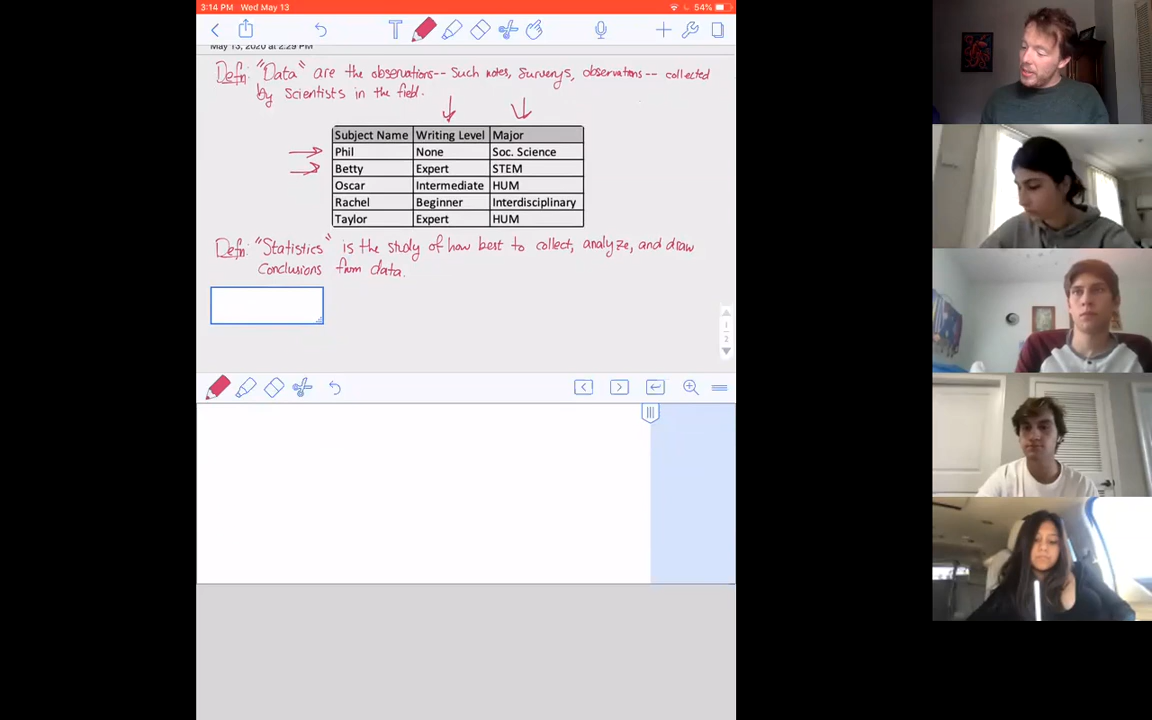 3:14 PM Wed May 13
54%
May 13, 2020 at 2:29 PM
Defn: "Data" are the observations-- Such notes, surveys, observations-- collected
by scientists in the field.
Subject Name Writing Level Major
Phil None Soc. Science
Betty Expert STEM
Oscar Intermediate HUM
Rachel Beginner Interdisciplinary
Taylor Expert HUM
Defn: "Statistics" is the study of how best to collect, analyze, and draw
Conclusions from data.
1
2